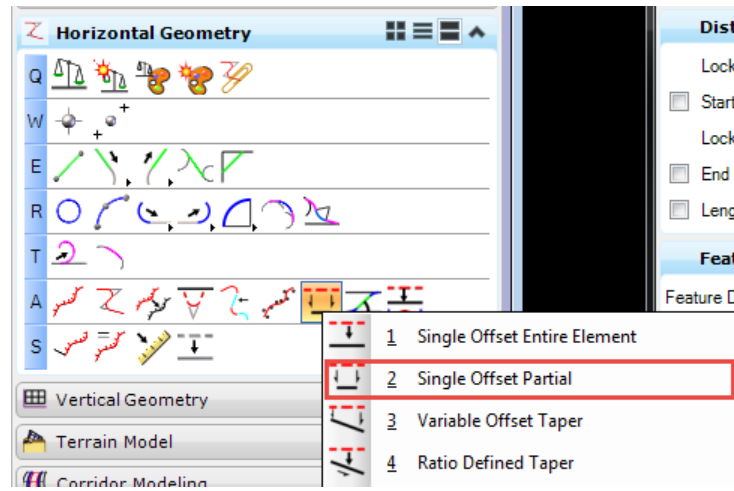 Horizontal Geometry
Q
W
E
R
T
A
S
Vertical Geometry
Terrain Model
Corridor Modeling
1 Single Offset Entire Element
2 Single Offset Partial
3 Variable Offset Taper
4 Ratio Defined Taper
Dist
Lock
Start
Lock
End
Leng
Feat
Feature D